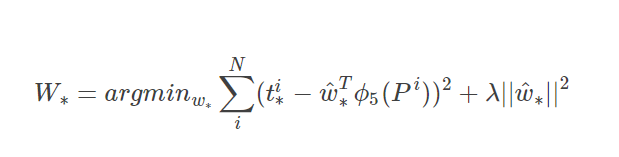 $W_* = argmin_{w_*} \sum_{i}^{N} (t_*^i - \hat{w}_*^T \phi_5(P^i))^2 + \lambda ||\hat{w}_*||^2$